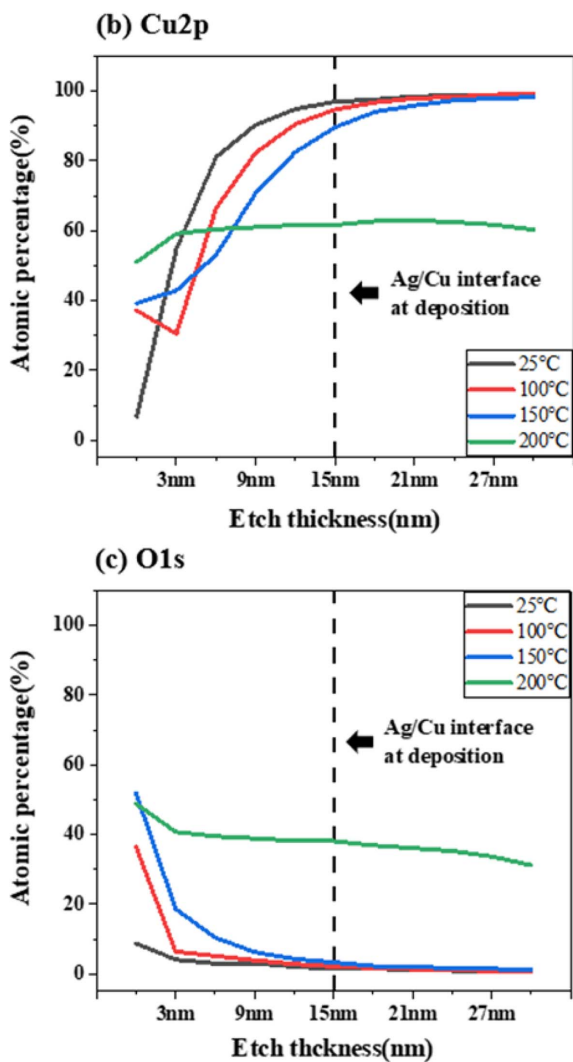 (b) Cu2p
Atomic percentage(%)
100
80
60
40
20
0
Ag/Cu interface
at deposition
25°C
100°C
150°C
200°C
3nm 9nm 15nm 21nm 27nm
Etch thickness(nm)
(c) O1s
Atomic percentage(%)
100
80
60
40
20
0
25°C
100°C
150°C
200°C
Ag/Cu interface
at deposition
3nm 9nm 15nm 21nm 27nm
Etch thckness(nm)